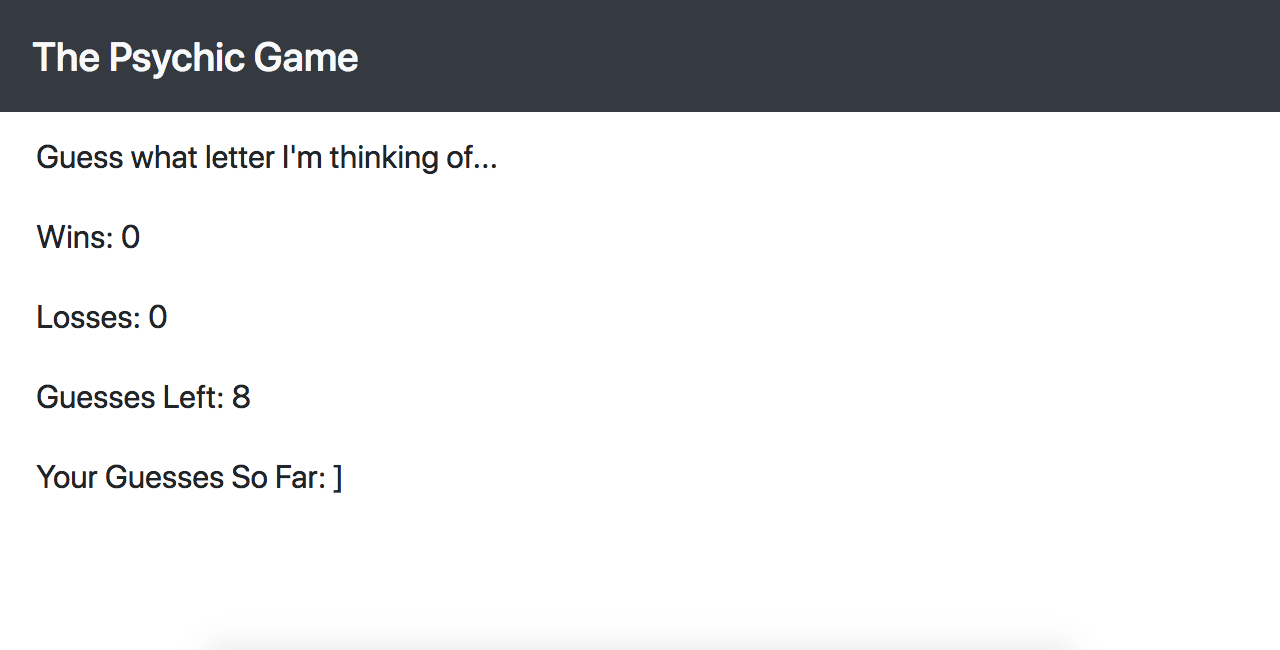 The Psychic Game
Guess what letter I'm thinking of...
Wins: 0
Losses: 0
Guesses Left: 8
Your Guesses So Far: ]